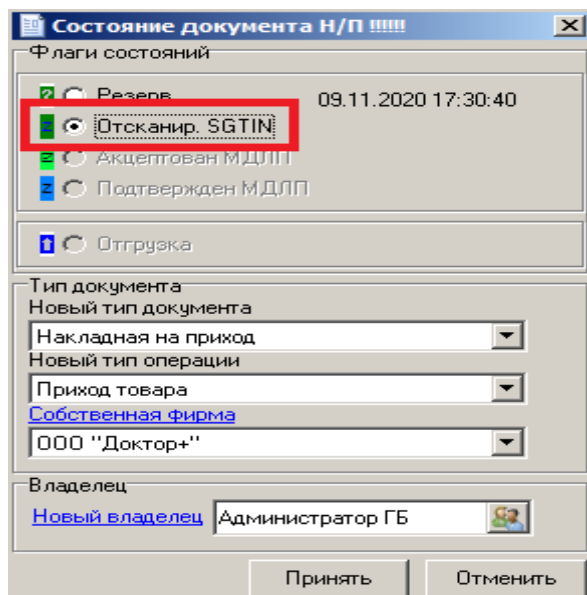 Состояние документа Н/П !!!!!!
Флаги состояний
Резерв 09.11.2020 17:30:40
Отсканир. SGTIN
Акцептован МДЛП
Подтвержден МДЛП
Отгрузка
Тип документа
Новый тип документа
Накладная на приход
Новый тип операции
Приход товара
Собственная фирма
ООО "Доктор+"
Владелец
Новый владелец Администратор ГБ
Принять Отменить